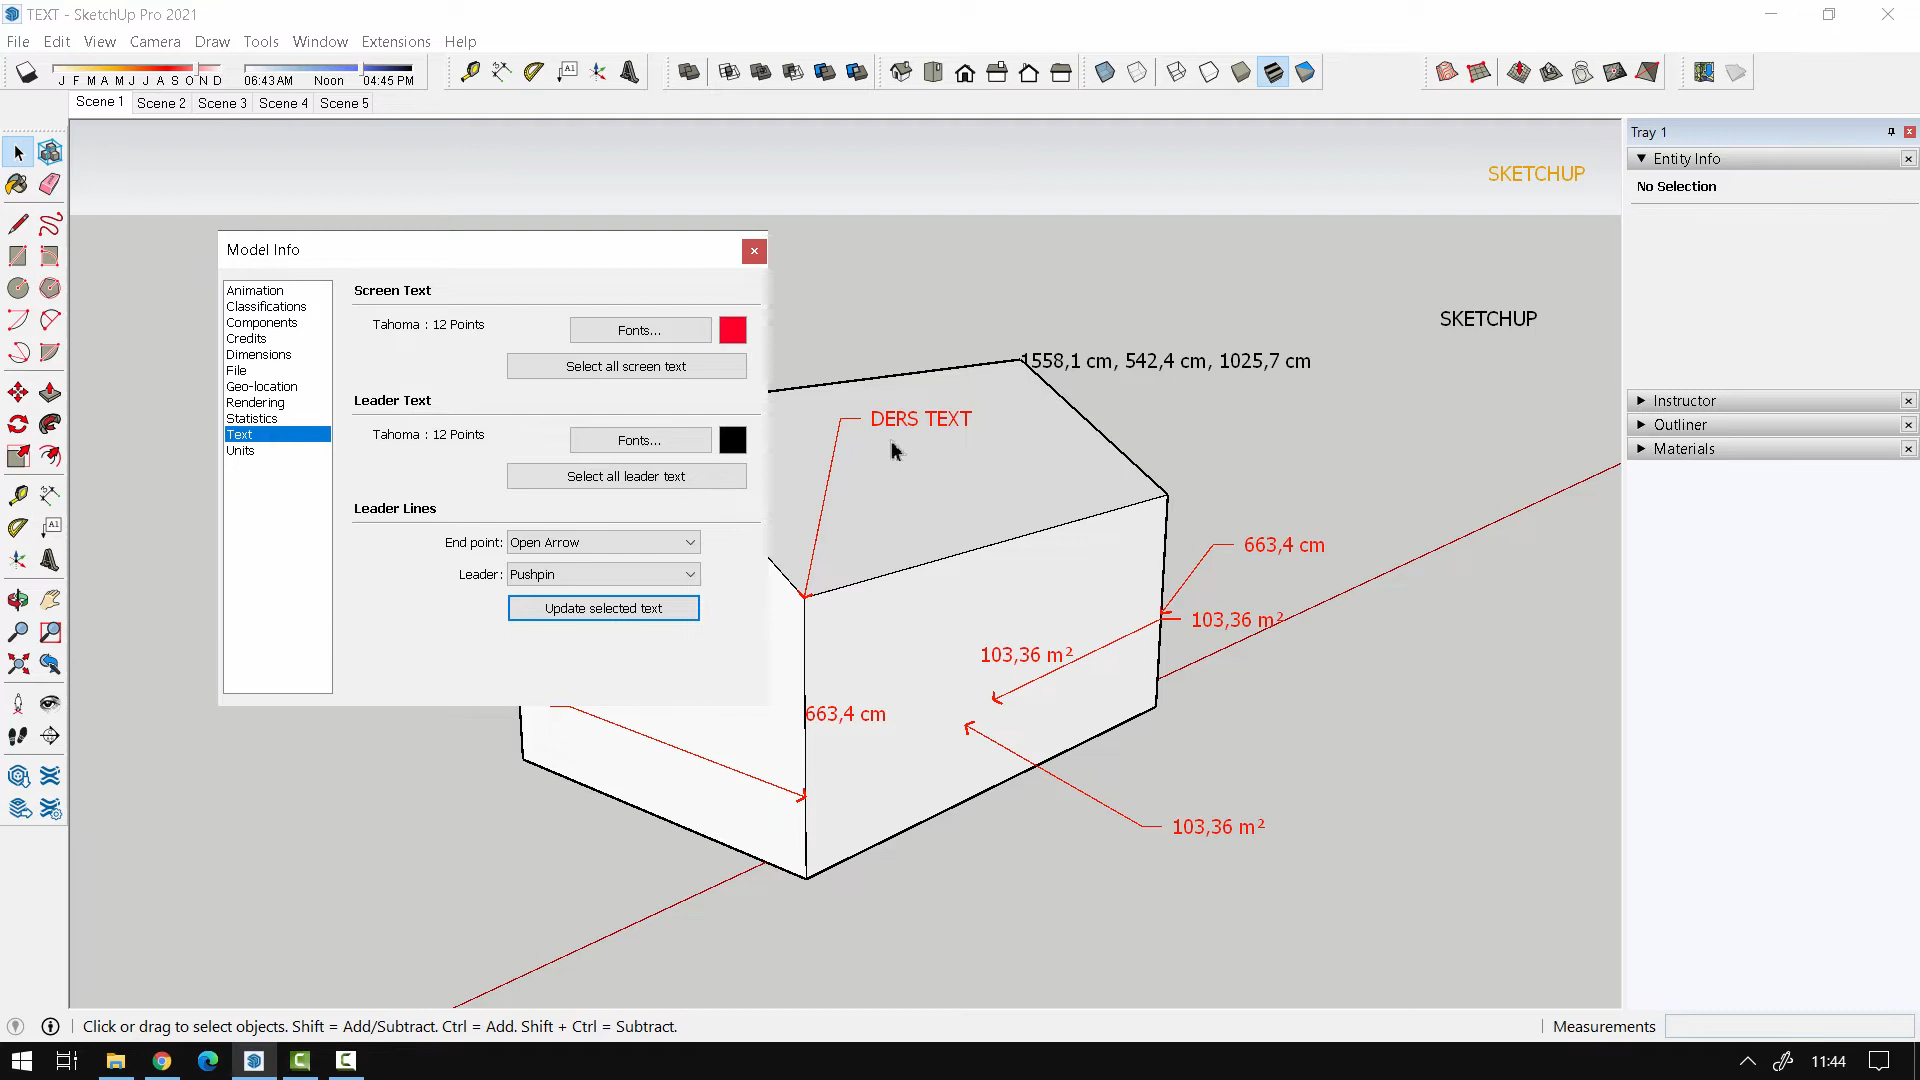 TEXT - SketchUp Pro 2021
File Edit View Camera Draw Tools Window Extensions Help
J F M A M J J A S O N D
06:43 AM Noon 04:45 PM
Scene 1 Scene 2 Scene 3 Scene 4 Scene 5
Tray 1
Entity Info
No Selection
Instructor
Outliner
Materials
SKETCHUP
SKETCHUP
1558,1 cm, 542,4 cm, 1025,7 cm
DERS TEXT
663,4 cm
103,36 m²
103,36 m²
663,4 cm
103,36 m²
Model Info
Animation
Classifications
Components
Credits
Dimensions
File
Geo-location
Rendering
Statistics
Text
Units
Screen Text
Tahoma : 12 Points
Fonts...
Select all screen text
Leader Text
Tahoma : 12 Points
Fonts...
Select all leader text
Leader Lines
End point: Open Arrow
Leader: Pushpin
Update selected text
Click or drag to select objects. Shift = Add/Subtract. Ctrl = Add. Shift + Ctrl = Subtract.
Measurements
11:44